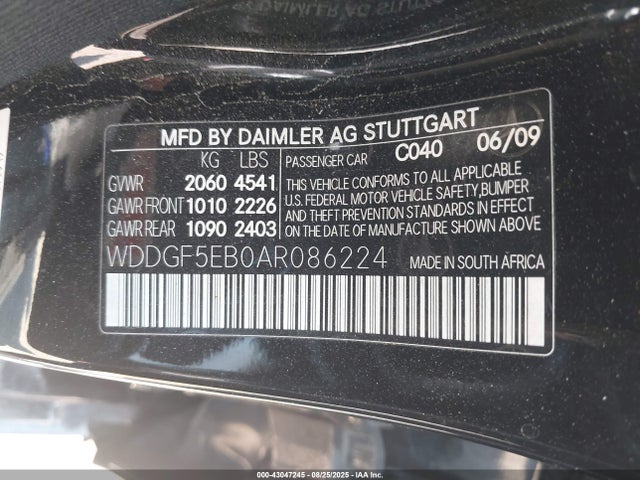 MFD BY DAIMLER AG STUTTGART
KG LBS PASSENGER CAR C040 06/09
GVWR 2060 4541 THIS VEHICLE CONFORMS TO ALL APPLICABLE
GAWR FRONT 1010 2226 U.S. FEDERAL MOTOR VEHICLE SAFETY, BUMPER
GAWR REAR 1090 2403 AND THEFT PREVENTION STANDARDS IN EFFECT
ON THE DATE OF MANUFACTURE SHOWN ABOVE.
WDDGF5EB0AR086224 MADE IN SOUTH AFRICA
000-43047245 - 08/25/2025 - IAA Inc.